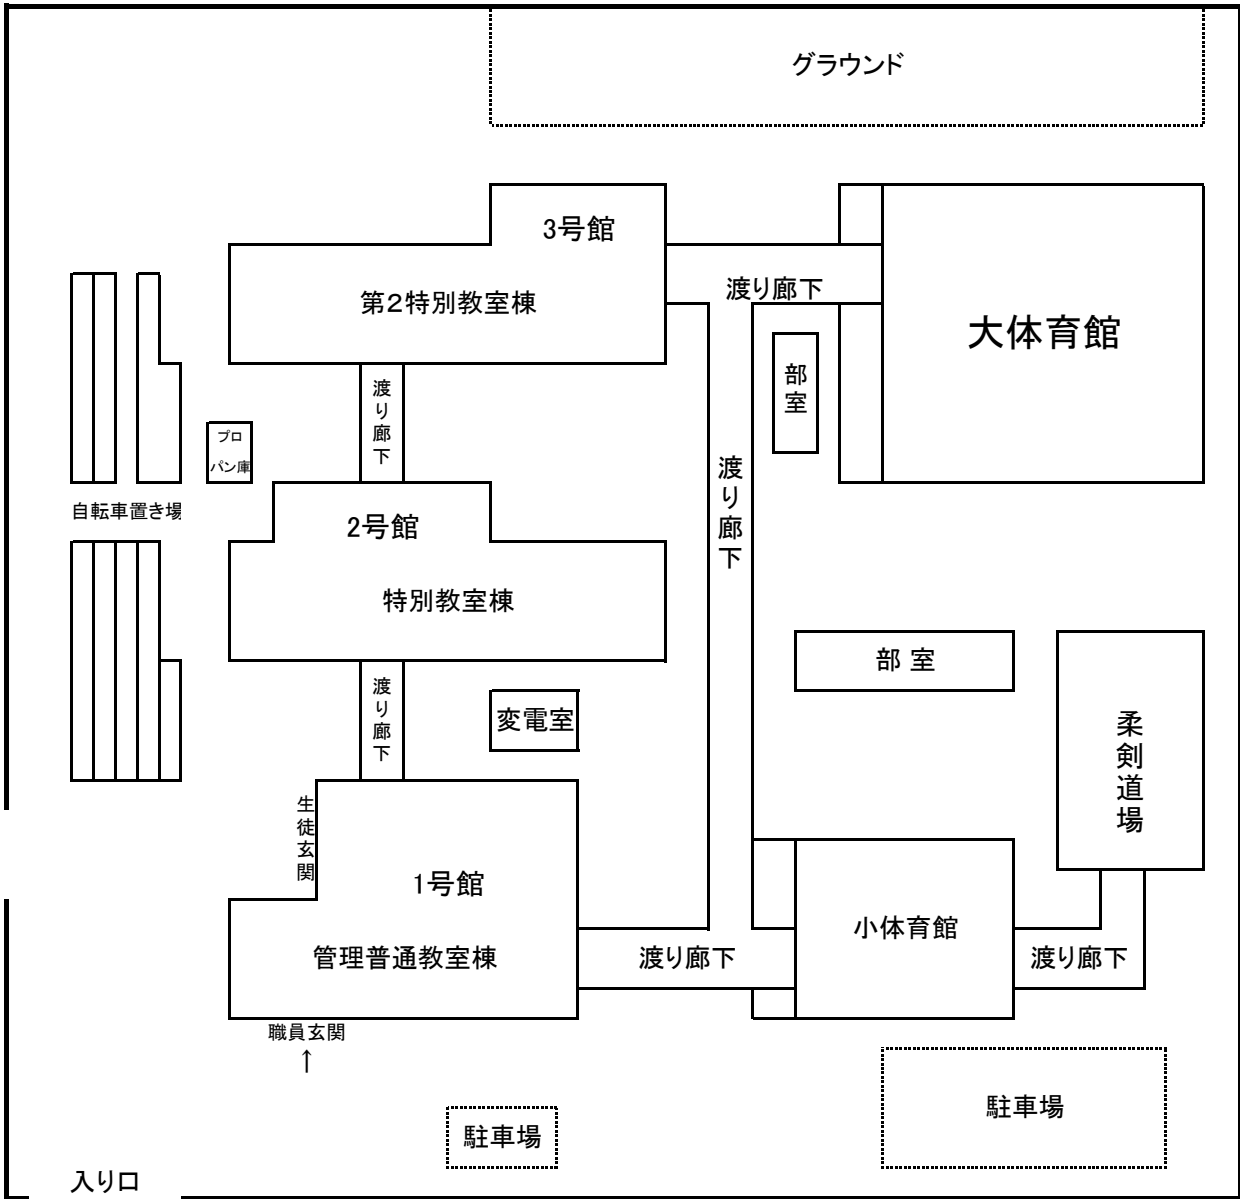 グラウンド
3号館
渡り廊下
第2特別教室棟
大体育館
部室
渡り廊下
プロ
パン庫
自転車置き場
渡り廊下
2号館
特別教室棟
部 室
渡り廊下
変電室
柔剣道場
生徒玄関
1号館
小体育館
管理普通教室棟
渡り廊下
渡り廊下
職員玄関
↑
駐車場
駐車場
入り口